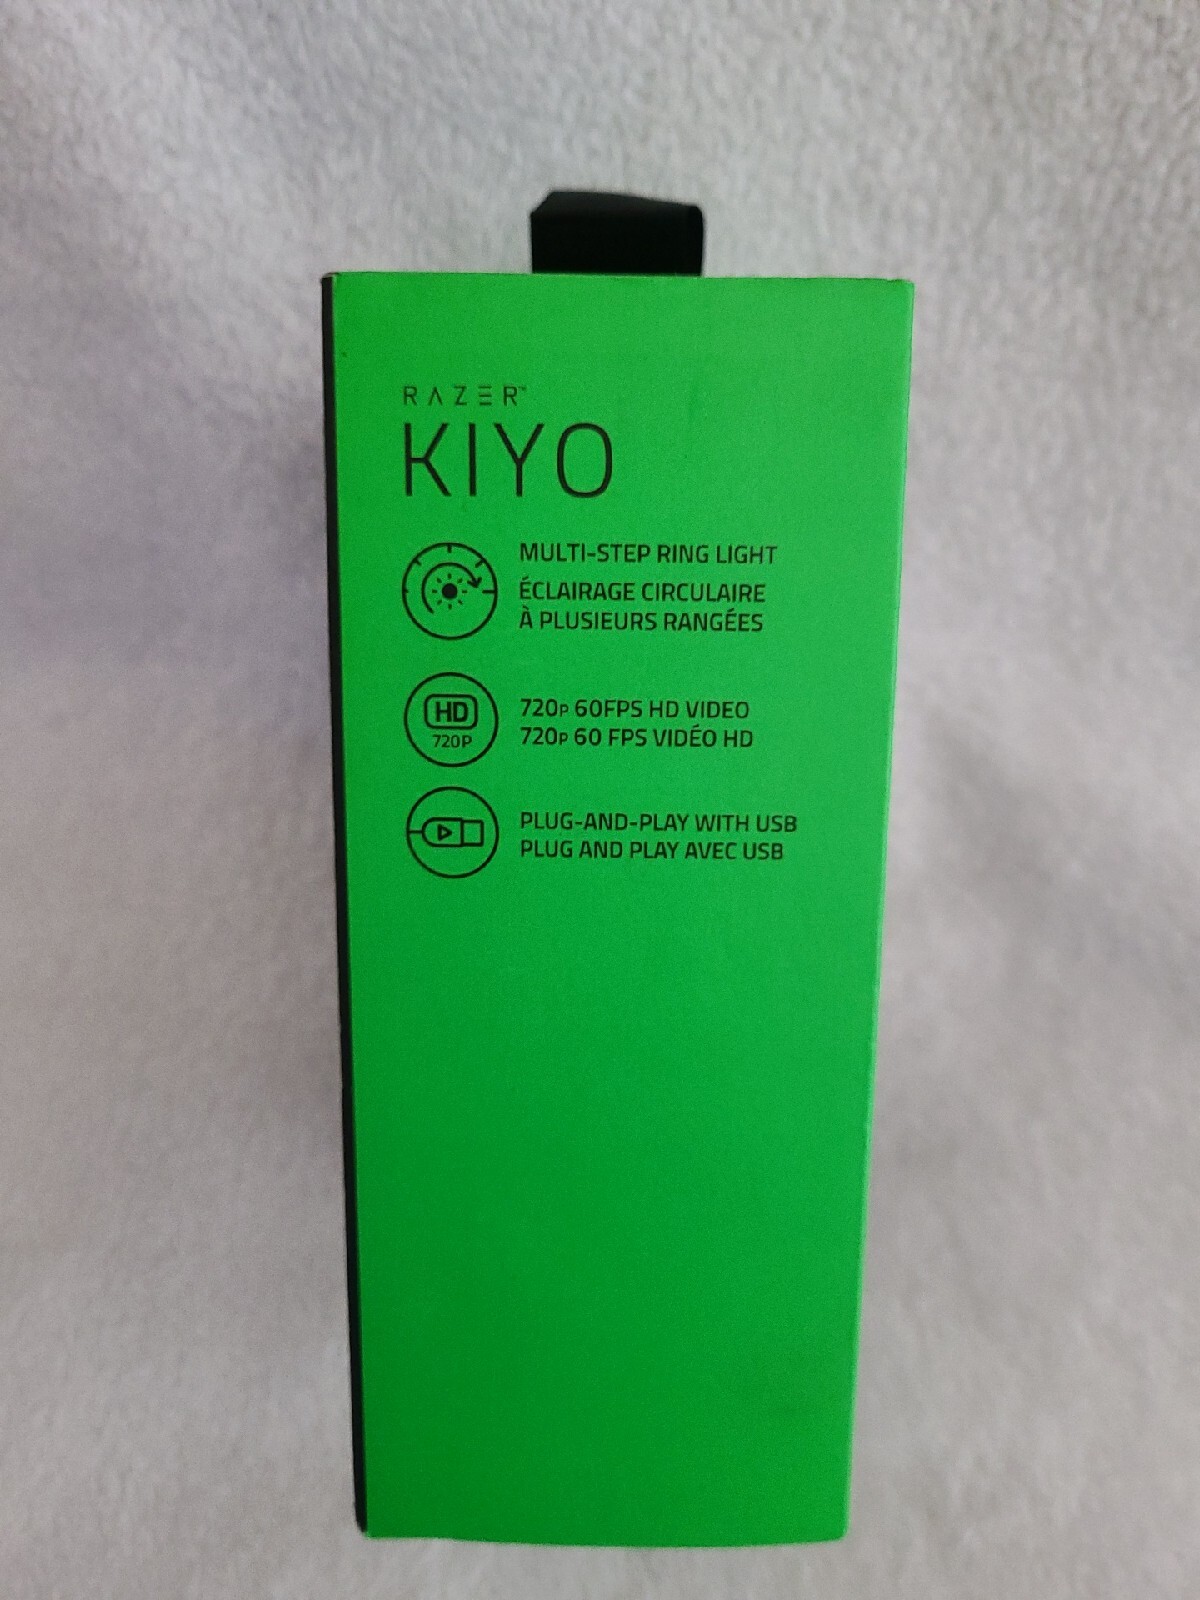 RAZER™
KIYO
MULTI-STEP RING LIGHT
ÉCLAIRAGE CIRCULAIRE
À PLUSIEURS RANGÉES
HD
720P
720P 60FPS HD VIDEO
720P 60 FPS VIDÉO HD
PLUG-AND-PLAY WITH USB
PLUG AND PLAY AVEC USB